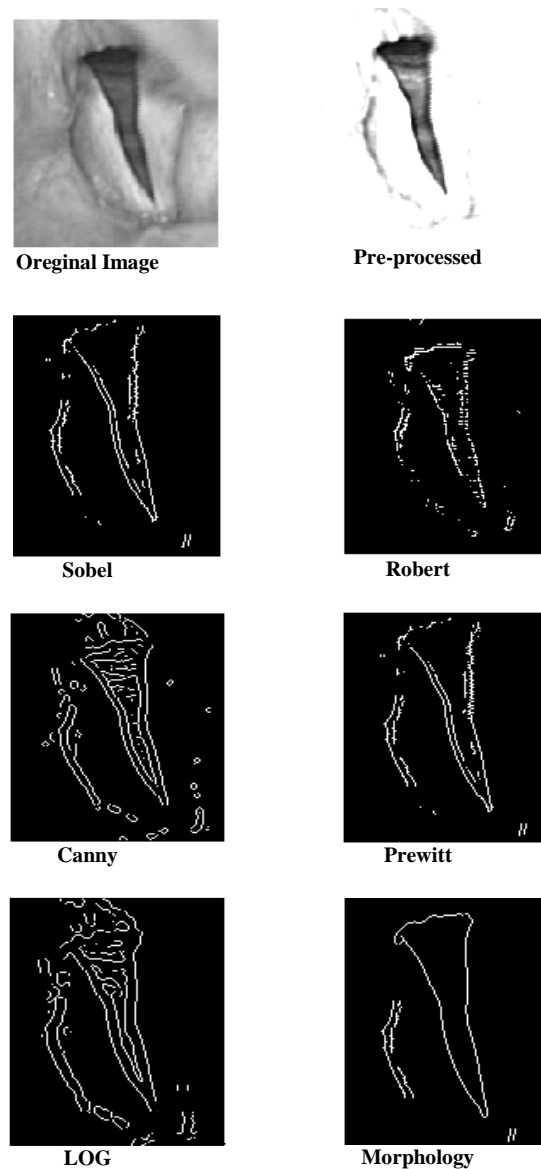 Oreginal Image
Pre-processed
Sobel
Robert
Canny
Prewitt
LOG
Morphology